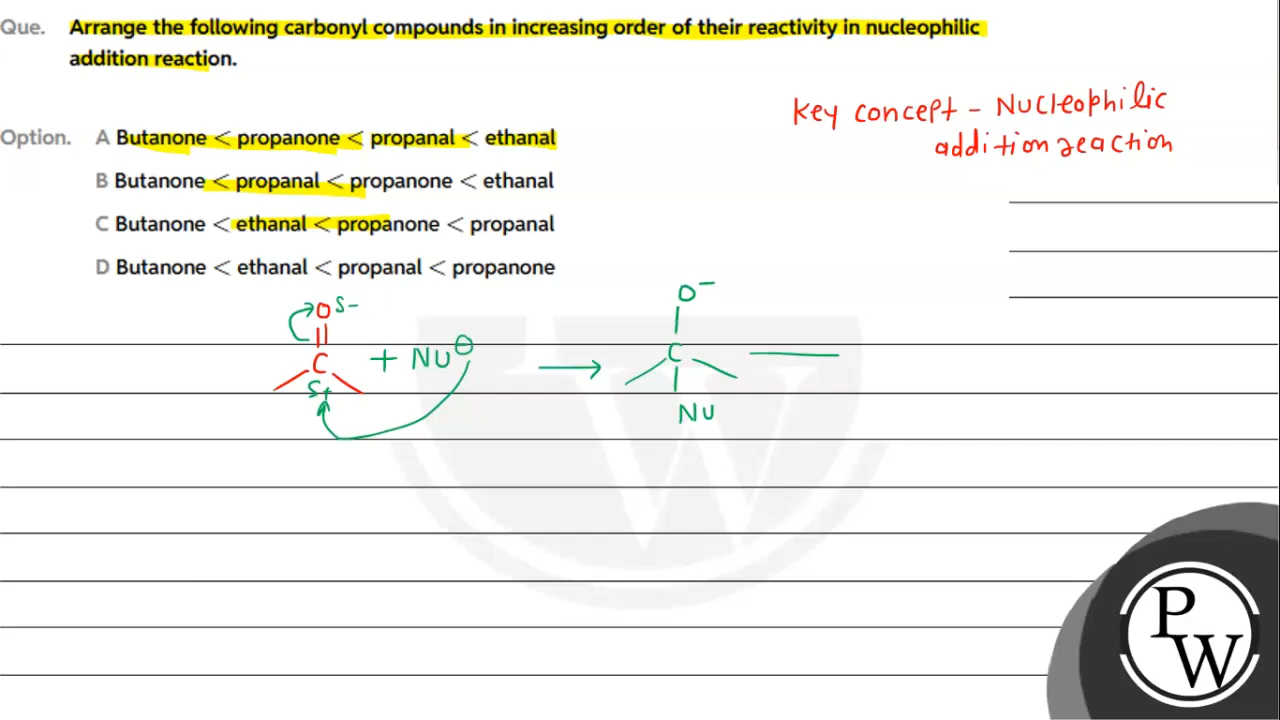 Que. Arrange the following carbonyl compounds in increasing order of their reactivity in nucleophilic
addition reaction.
Key concept - Nucleophilic
addition reaction
Option. A Butanone < propanone < propanal < ethanal
B Butanone < propanal < propanone < ethanal
C Butanone < ethanal < propanone < propanal
D Butanone < ethanal < propanal < propanone
O δ-
C
δ+
+ Nu⊖
→
O⁻
C
Nu
P
W